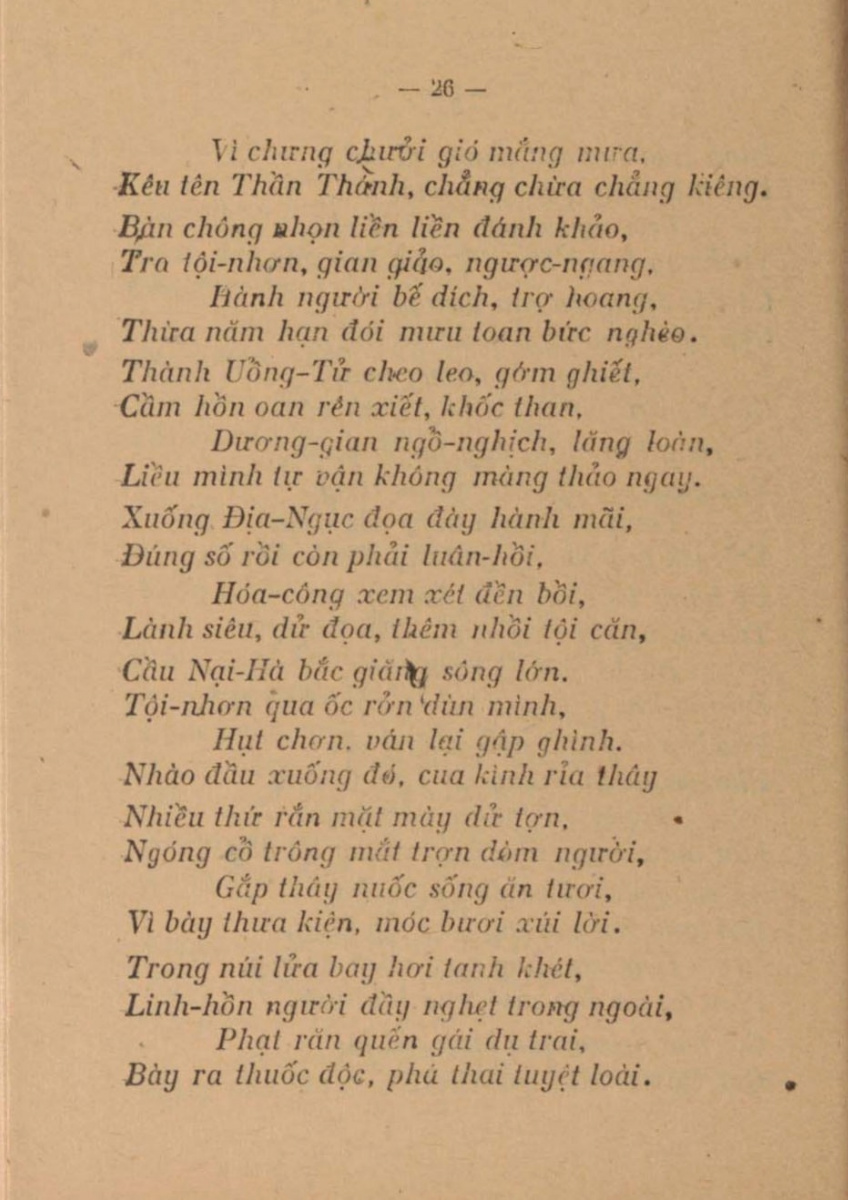 — 26 —
Vì chưng chưởi gió mắng mưa,
Kêu tên Thần Thánh, chẳng chừa chẳng kiêng.
Bàn chông nhọn liền liền đánh khảo,
Tra tội-nhơn, gian giảo, ngược-ngang,
Hành người bế dích, trợ hoang,
Thừa năm hạn đói mưu toan bức nghèo.
Thành Uổng-Tử cheo leo, gớm ghiết,
Cầm hồn oan rên xiết, khốc than,
Dương-gian ngỗ-nghịch, lăng loàn,
Liều mình tự vận không màng thảo ngay.
Xuống Địa-Ngục đọa đày hành mãi,
Đúng số rồi còn phải luân-hồi,
Hóa-công xem xét đền bồi,
Lành siêu, dử đọa, thêm nhồi tội căn,
Cầu Nại-Hà bắc giăng sông lớn.
Tội-nhơn qua ốc rởn dùn mình,
Hụt chơn. ván lại gập ghình.
Nhào đầu xuống đó, cua kình rỉa thây
Nhiều thứ rắn mặt mày dử tợn,
Ngóng cổ trông mắt trợn dòm người,
Gắp thây nuốc sống ăn tươi,
Vì bày thưa kiện, móc bươi xúi lời.
Trong núi lửa bay hơi tanh khét,
Linh-hồn người đầy nghẹt trong ngoài,
Phạt răn quến gái dụ trai,
Bày ra thuốc độc, phá thai tuyệt loài.